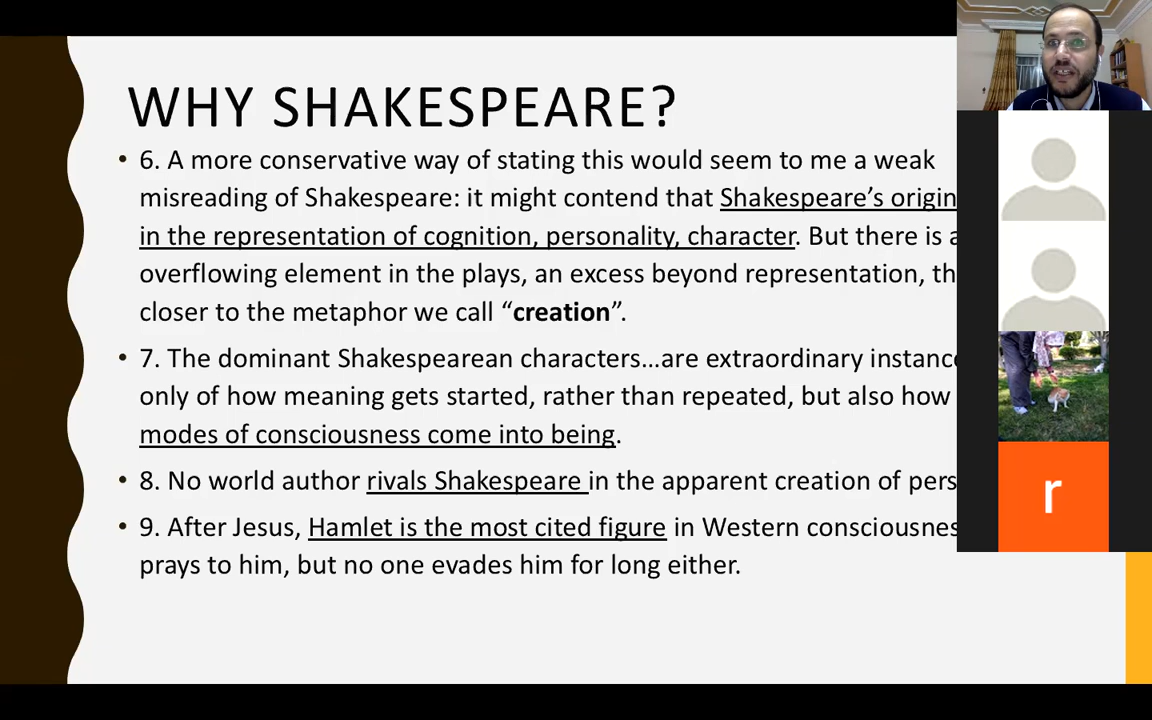 WHY SHAKESPEARE?
• 6. A more conservative way of stating this would seem to me a weak
misreading of Shakespeare: it might contend that Shakespeare’s origin
in the representation of cognition, personality, character. But there is a
overflowing element in the plays, an excess beyond representation, th
closer to the metaphor we call “creation”.
• 7. The dominant Shakespearean characters…are extraordinary instanc
only of how meaning gets started, rather than repeated, but also how
modes of consciousness come into being.
• 8. No world author rivals Shakespeare in the apparent creation of pers
• 9. After Jesus, Hamlet is the most cited figure in Western consciousnes
prays to him, but no one evades him for long either.
r